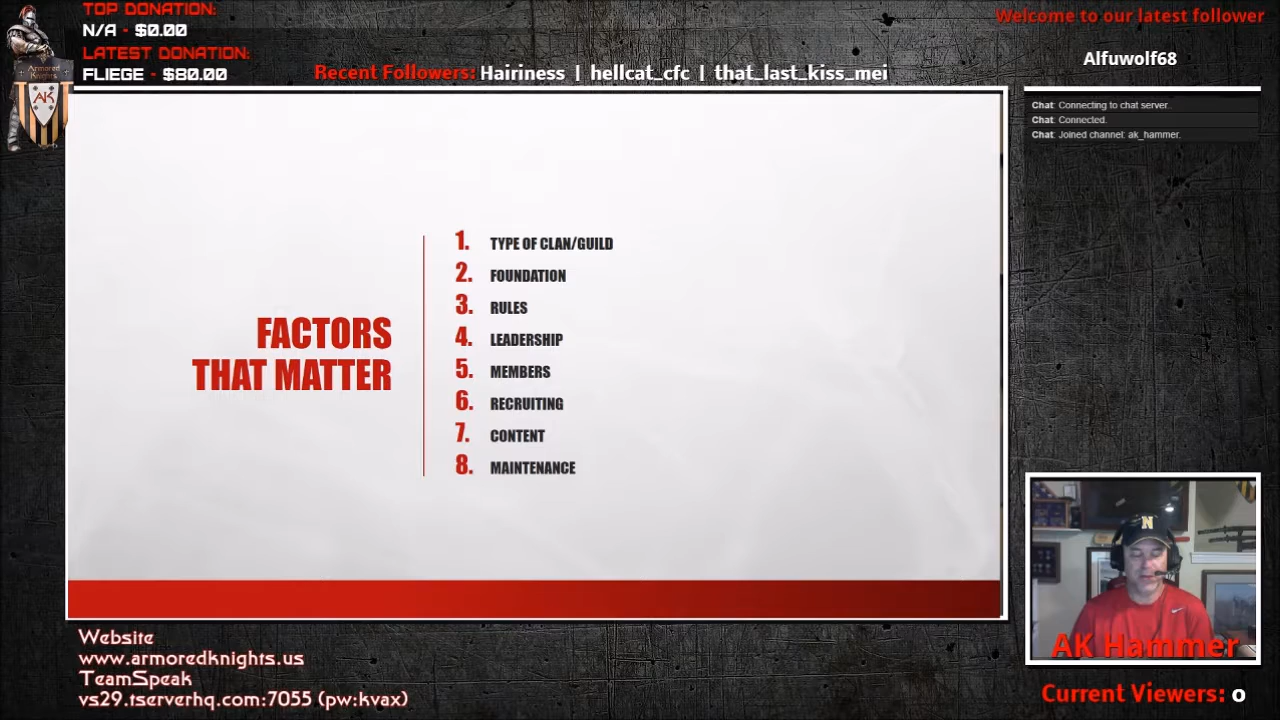 TOP DONATION:
N/A - $0.00
LATEST DONATION:
FLIEGE - $80.00
Recent Followers: Hairiness | hellcat_cfc | that_last_kiss_mei
Welcome to our latest follower
Alfuwolf68
Armored
Knights
AK
Chat: Connecting to chat server.
Chat: Connected.
Chat: Joined channel: ak_hammer.
FACTORS
THAT MATTER
1. TYPE OF CLAN/GUILD
2. FOUNDATION
3. RULES
4. LEADERSHIP
5. MEMBERS
6. RECRUITING
7. CONTENT
8. MAINTENANCE
N
AK Hammer
Current Viewers: 0
Website
www.armoredknights.us
TeamSpeak
vs29.tserverhq.com:7055 (pw:kvax)